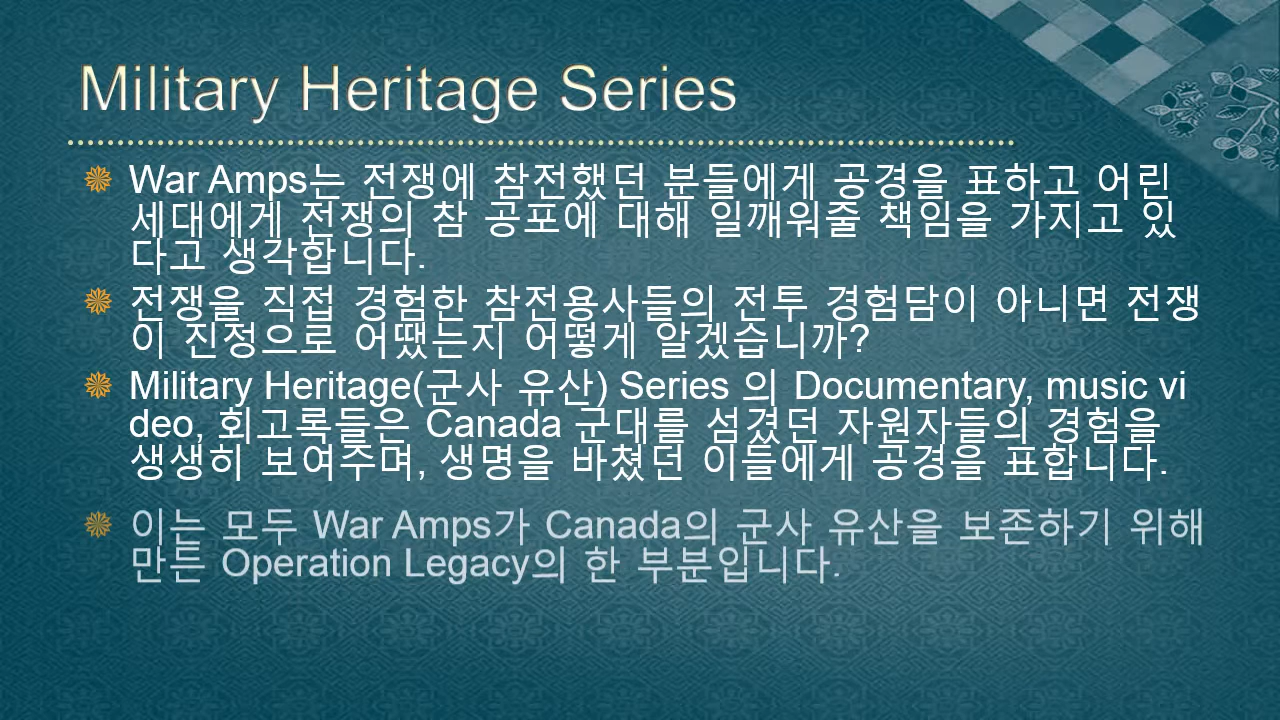 Military Heritage Series
War Amps는 전쟁에 참전했던 분들에게 공경을 표하고 어린
세대에게 전쟁의 참 공포에 대해 일깨워줄 책임을 가지고 있
다고 생각합니다.
전쟁을 직접 경험한 참전용사들의 전투 경험담이 아니면 전쟁
이 진정으로 어땠는지 어떻게 알겠습니까?
Military Heritage(군사 유산) Series 의 Documentary, music vi
deo, 회고록들은 Canada 군대를 섬겼던 자원자들의 경험을
생생히 보여주며, 생명을 바쳤던 이들에게 공경을 표합니다.
이는 모두 War Amps가 Canada의 군사 유산을 보존하기 위해
만든 Operation Legacy의 한 부분입니다.